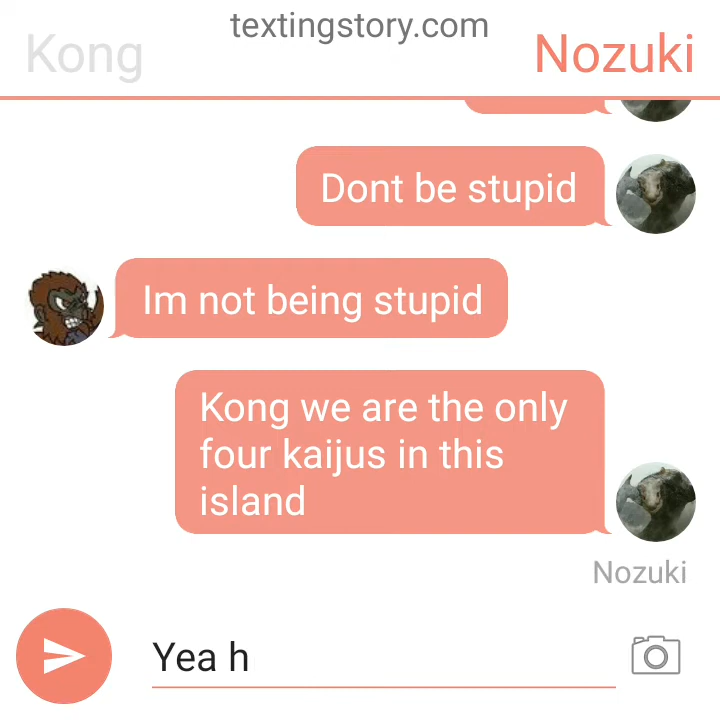 textingstory.com
Kong
Nozuki
Dont be stupid
Im not being stupid
Kong we are the only
four kaijus in this
island
Nozuki
Yea h